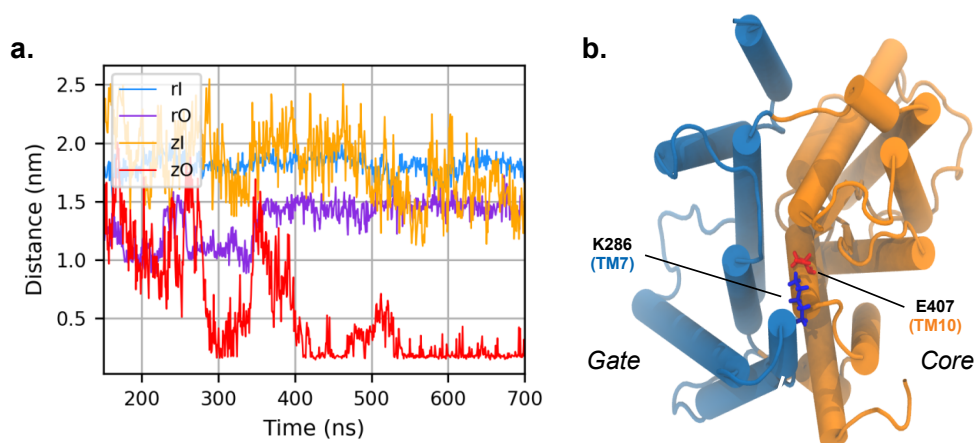 a.
2.5
2.0
1.5
1.0
0.5
Distance (nm)
rI
rO
zI
zO
200
300
400
500
600
700
Time (ns)
b.
K286
(TM7)
E407
(TM10)
Gate
Core